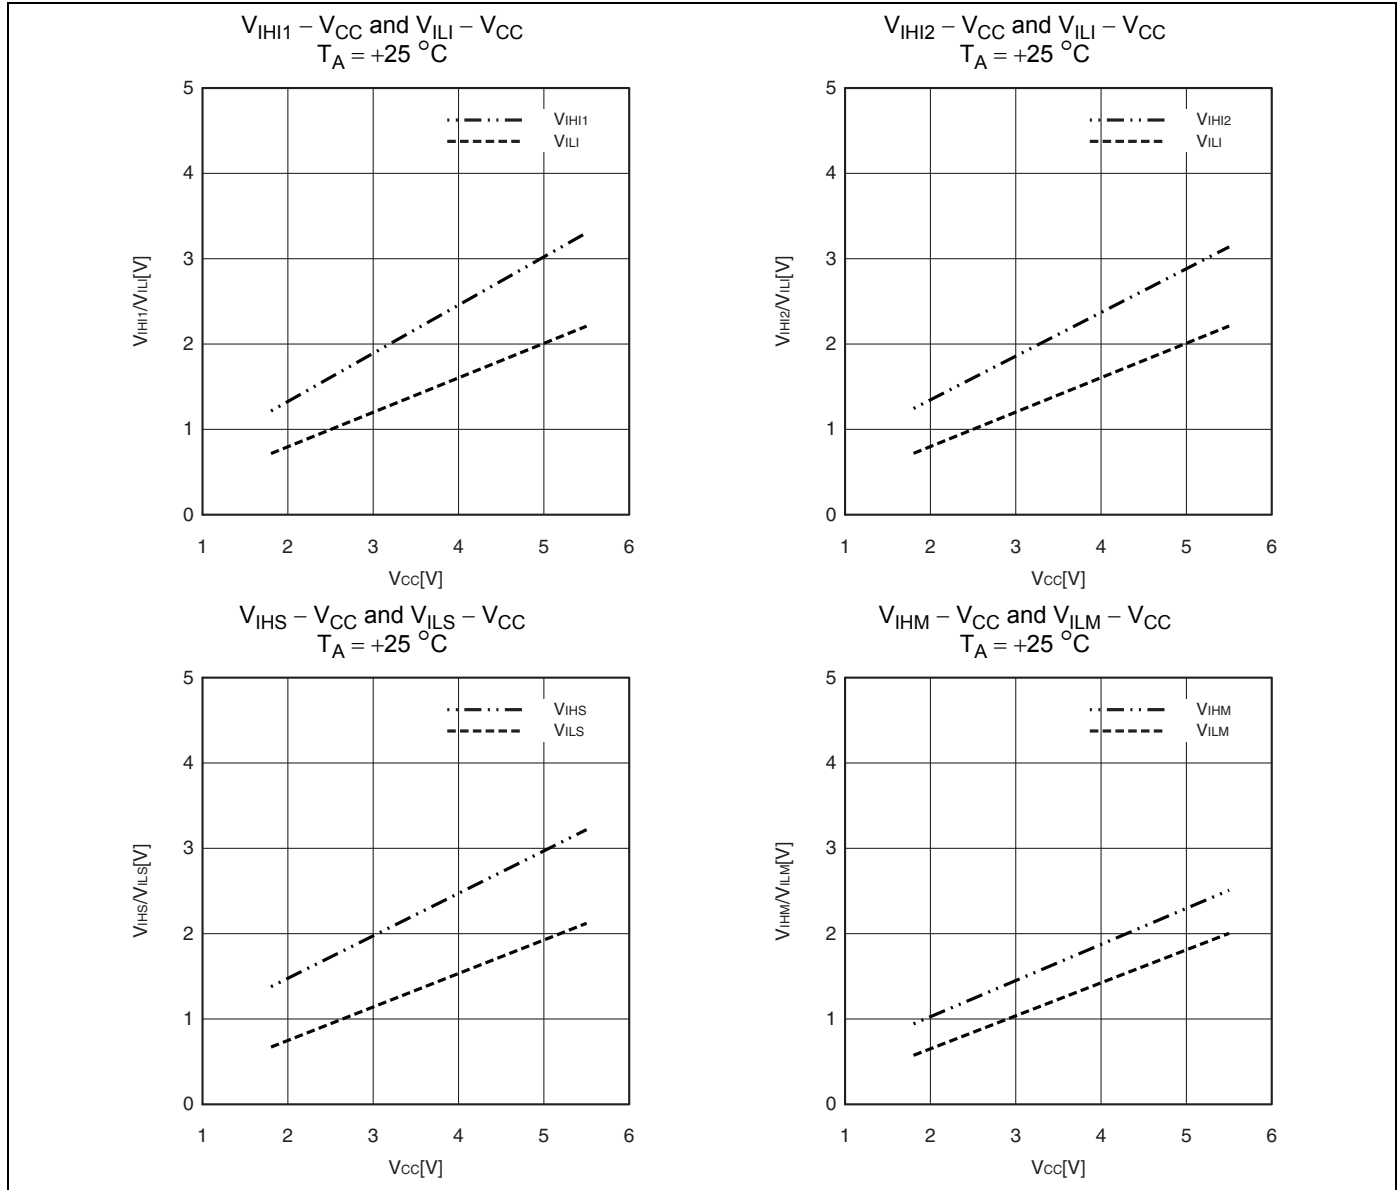 VIHI1 – VCC and VILI – VCC
TA = +25 °C
5
4
3
2
1
0
VIHI1/VILI[V]
VIHI1
VILI
1 2 3 4 5 6
VCC[V]
VIHI2 – VCC and VILI – VCC
TA = +25 °C
5
4
3
2
1
0
VIHI2/VILI[V]
VIHI2
VILI
1 2 3 4 5 6
VCC[V]
VIHS – VCC and VILS – VCC
TA = +25 °C
5
4
3
2
1
0
VIHS/VILS[V]
VIHS
VILS
1 2 3 4 5 6
VCC[V]
VIHM – VCC and VILM – VCC
TA = +25 °C
5
4
3
2
1
0
VIHM/VILM[V]
VIHM
VILM
1 2 3 4 5 6
VCC[V]